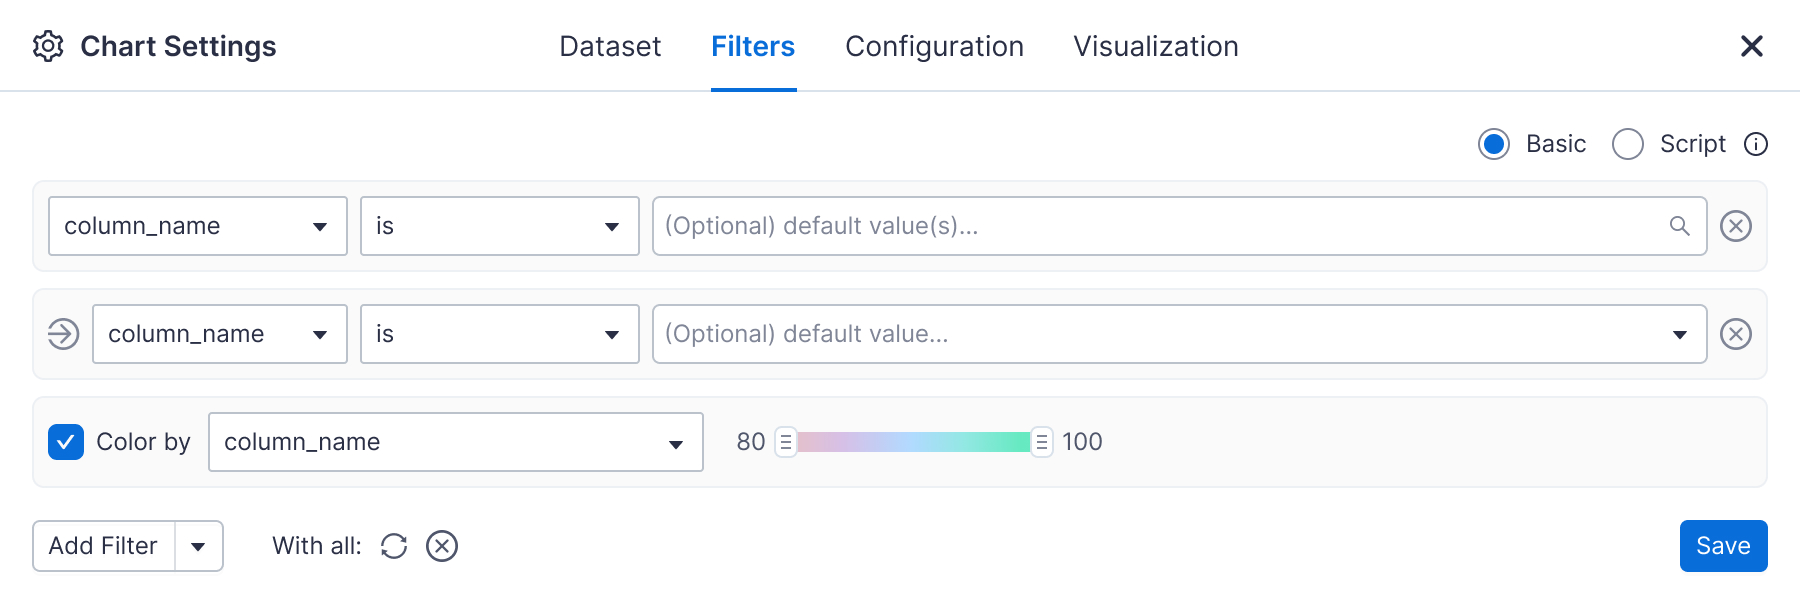 Chart Settings
Dataset Filters Configuration Visualization
Basic Script
column_name is (Optional) default value(s)...
column_name is (Optional) default value...
Color by column_name 80 100
Add Filter With all: Save